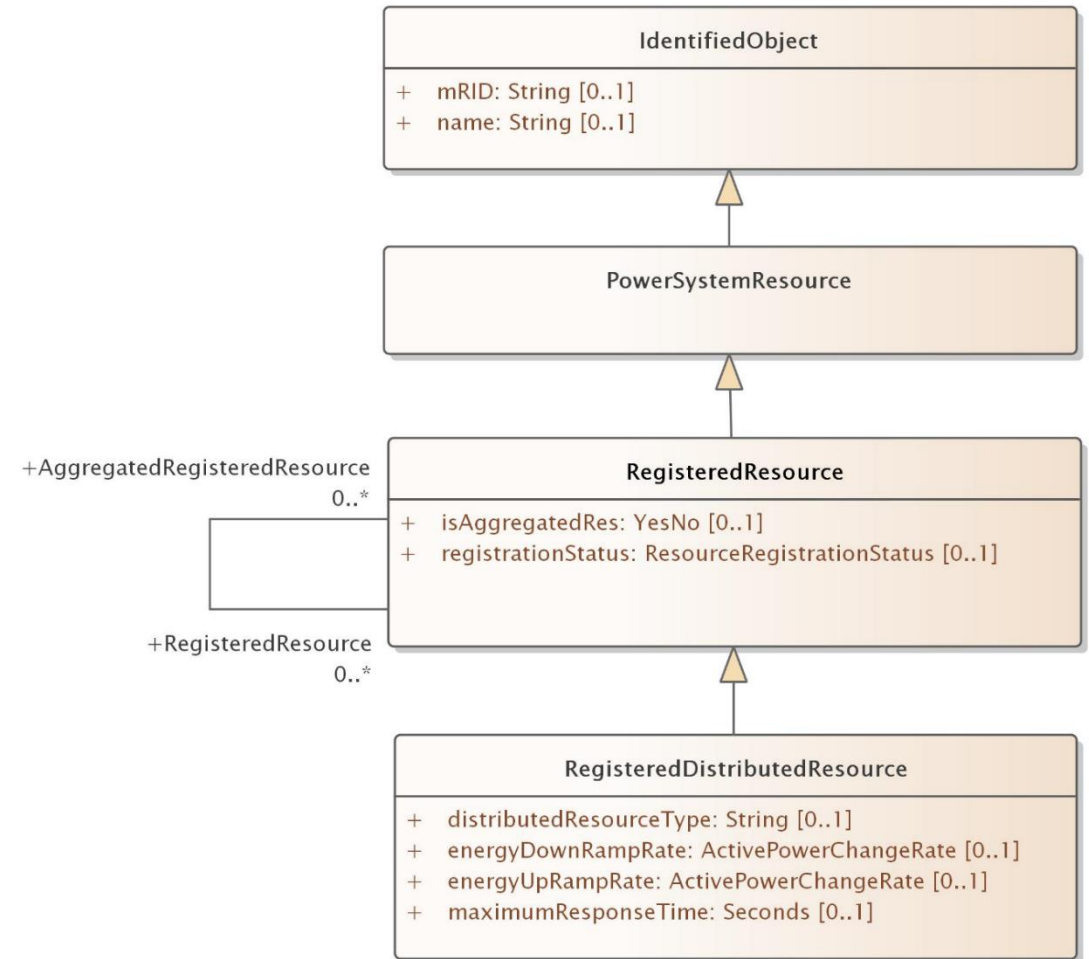 IdentifiedObject
+ mRID: String [0..1]
+ name: String [0..1]
PowerSystemResource
+AggregatedRegisteredResource
0..*
RegisteredResource
+ isAggregatedRes: YesNo [0..1]
+ registrationStatus: ResourceRegistrationStatus [0..1]
+RegisteredResource
0..*
RegisteredDistributedResource
+ distributedResourceType: String [0..1]
+ energyDownRampRate: ActivePowerChangeRate [0..1]
+ energyUpRampRate: ActivePowerChangeRate [0..1]
+ maximumResponseTime: Seconds [0..1]